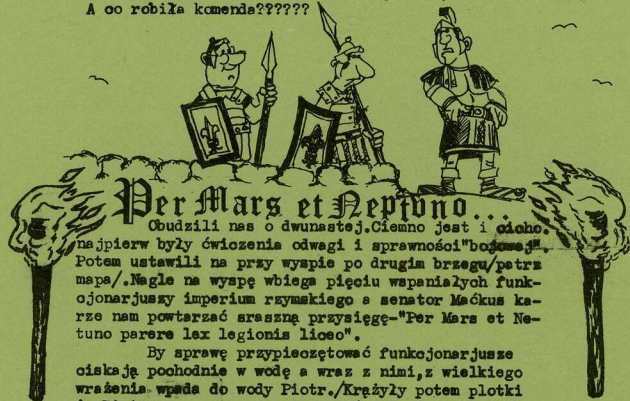 A co robiła komenda??????
Per Mars et Neptvno...
Obudzili nas o dwunastej.Ciemno jest i cicho.
najpierw były ćwiczenia odwagi i sprawności"bojowej".
Potem ustawili na przy wyspie po drugim brzegu/patrz
mapa/.Nagle na wyspę wbiega pięciu wspaniałych funk-
cjonarjuszy imperium rzymskiego a senator Maćkus ka-
rze nam powtarzać sraszną przysięgę-"Per Mars et Ne-
tuno parere lex legionis liceo".
By sprawę przypieczętować funkcjonarjusze
ciskają pochodnie w wodę a wraz z nimi,z wielkiego
wrażenia wpada do wody Piotr./Krążyły potem plotki